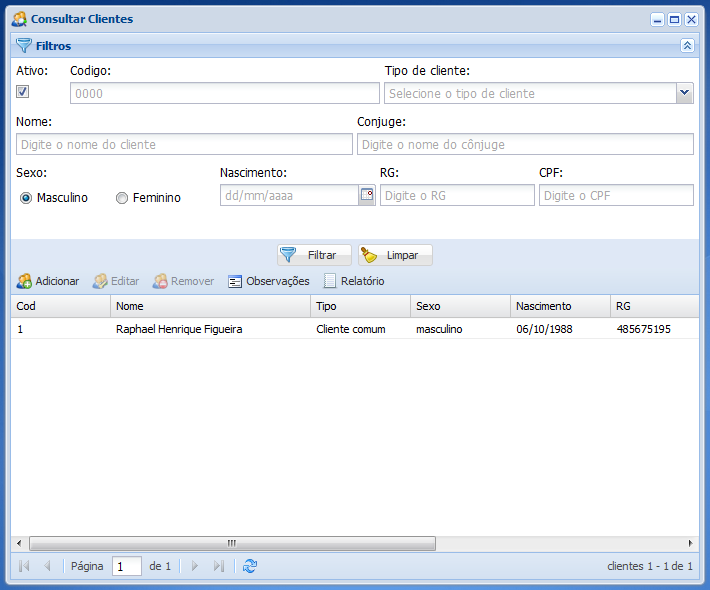 Consultar Clientes
Filtros
Ativo: Codigo: Tipo de cliente:
0000 Selecione o tipo de cliente
Nome: Conjuge:
Digite o nome do cliente Digite o nome do cônjuge
Sexo: Nascimento: RG: CPF:
Masculino Feminino dd/mm/aaaa Digite o RG Digite o CPF
Filtrar Limpar
Adicionar Editar Remover Observações Relatório
Cod Nome Tipo Sexo Nascimento RG
1 Raphael Henrique Figueira Cliente comum masculino 06/10/1988 485675195
Página 1 de 1 clientes 1 - 1 de 1